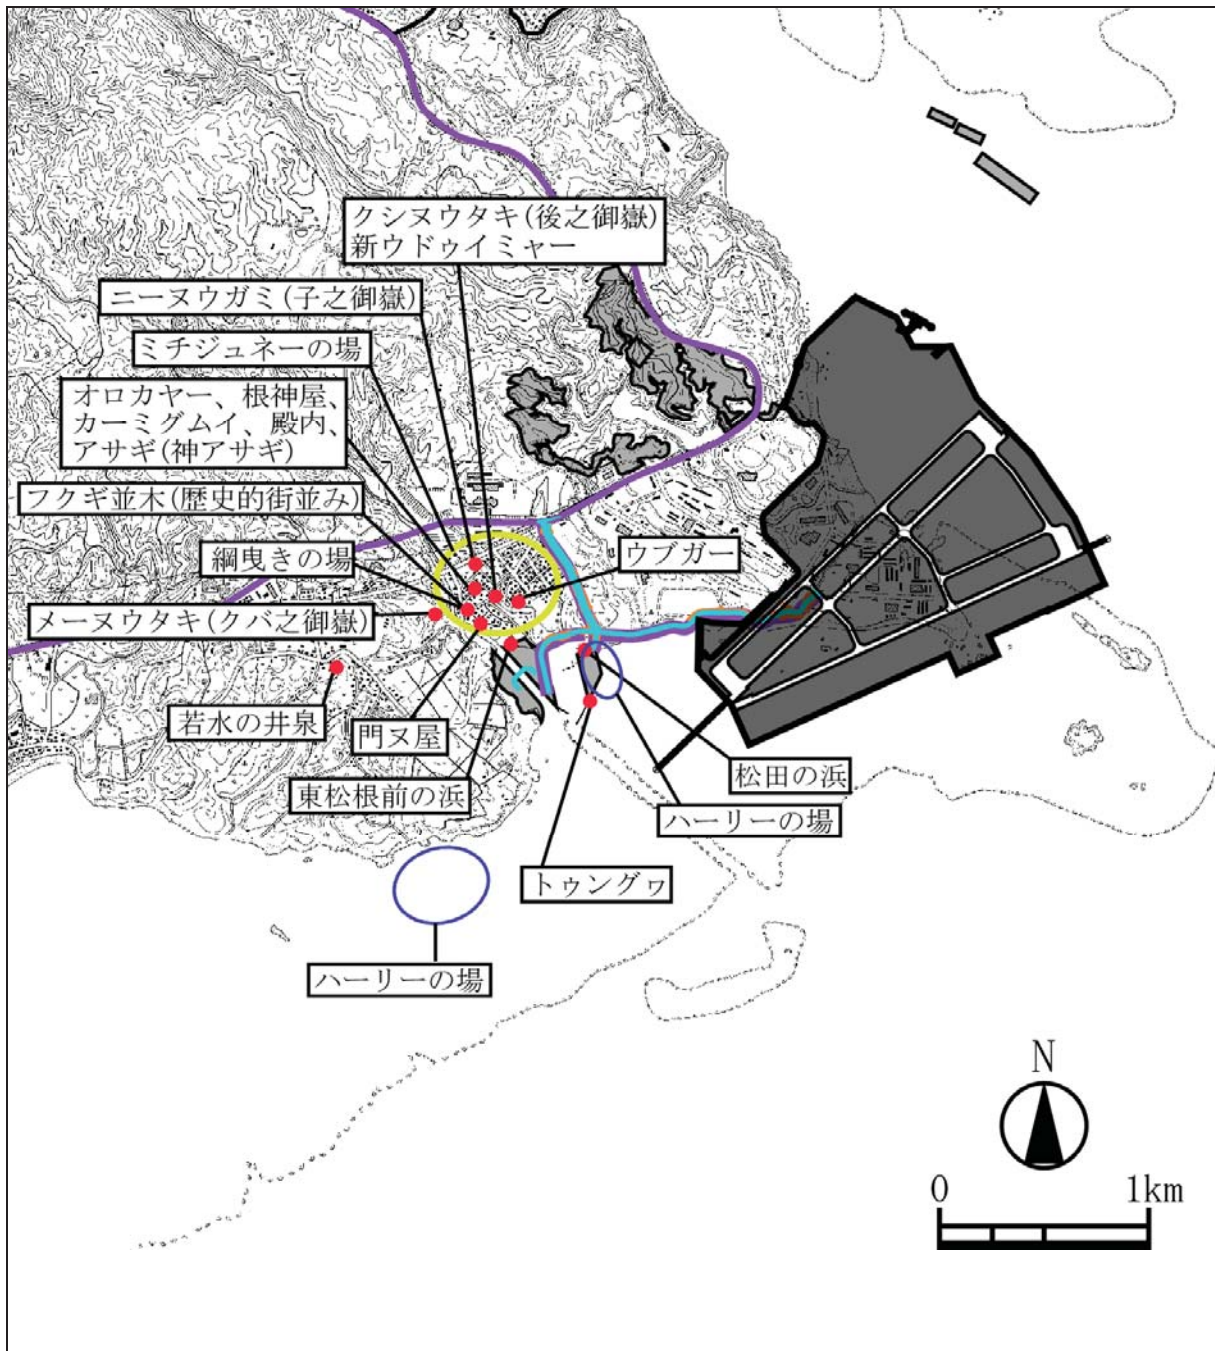 クシヌウタキ(後之御嶽)
新ウドゥイミャー
ニーヌウガミ(子之御嶽)
ミチジュネーの場
オロカヤー、根神屋、
カーミグムイ、殿内、
アサギ(神アサギ)
フクギ並木(歴史的街並み)
綱曳きの場
ウブガー
メーヌウタキ(クバ之御嶽)
若水の井泉
門ヌ屋
東松根前の浜
松田の浜
ハーリーの場
トゥングヮ
ハーリーの場
N
0 1km